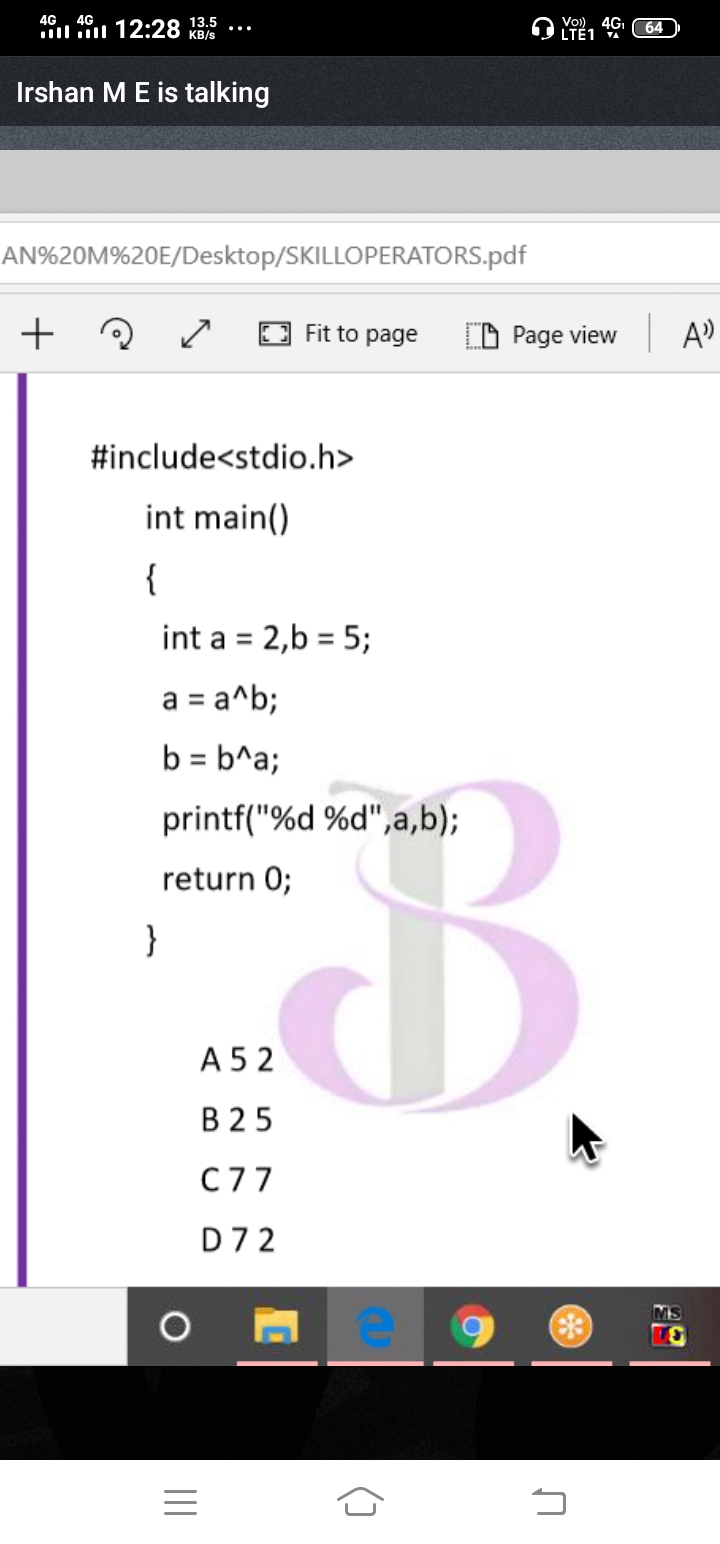 4G 4G 12:28 13.5 KB/s ... Vo)) LTE1 4G 64
Irshan M E is talking
AN%20M%20E/Desktop/SKILLOPERATORS.pdf
Fit to page Page view A
#include<stdio.h>
int main()
{
int a = 2,b = 5;
a = a^b;
b = b^a;
printf("%d %d",a,b);
return 0;
}
A 5 2
B 2 5
C 7 7
D 7 2
MS